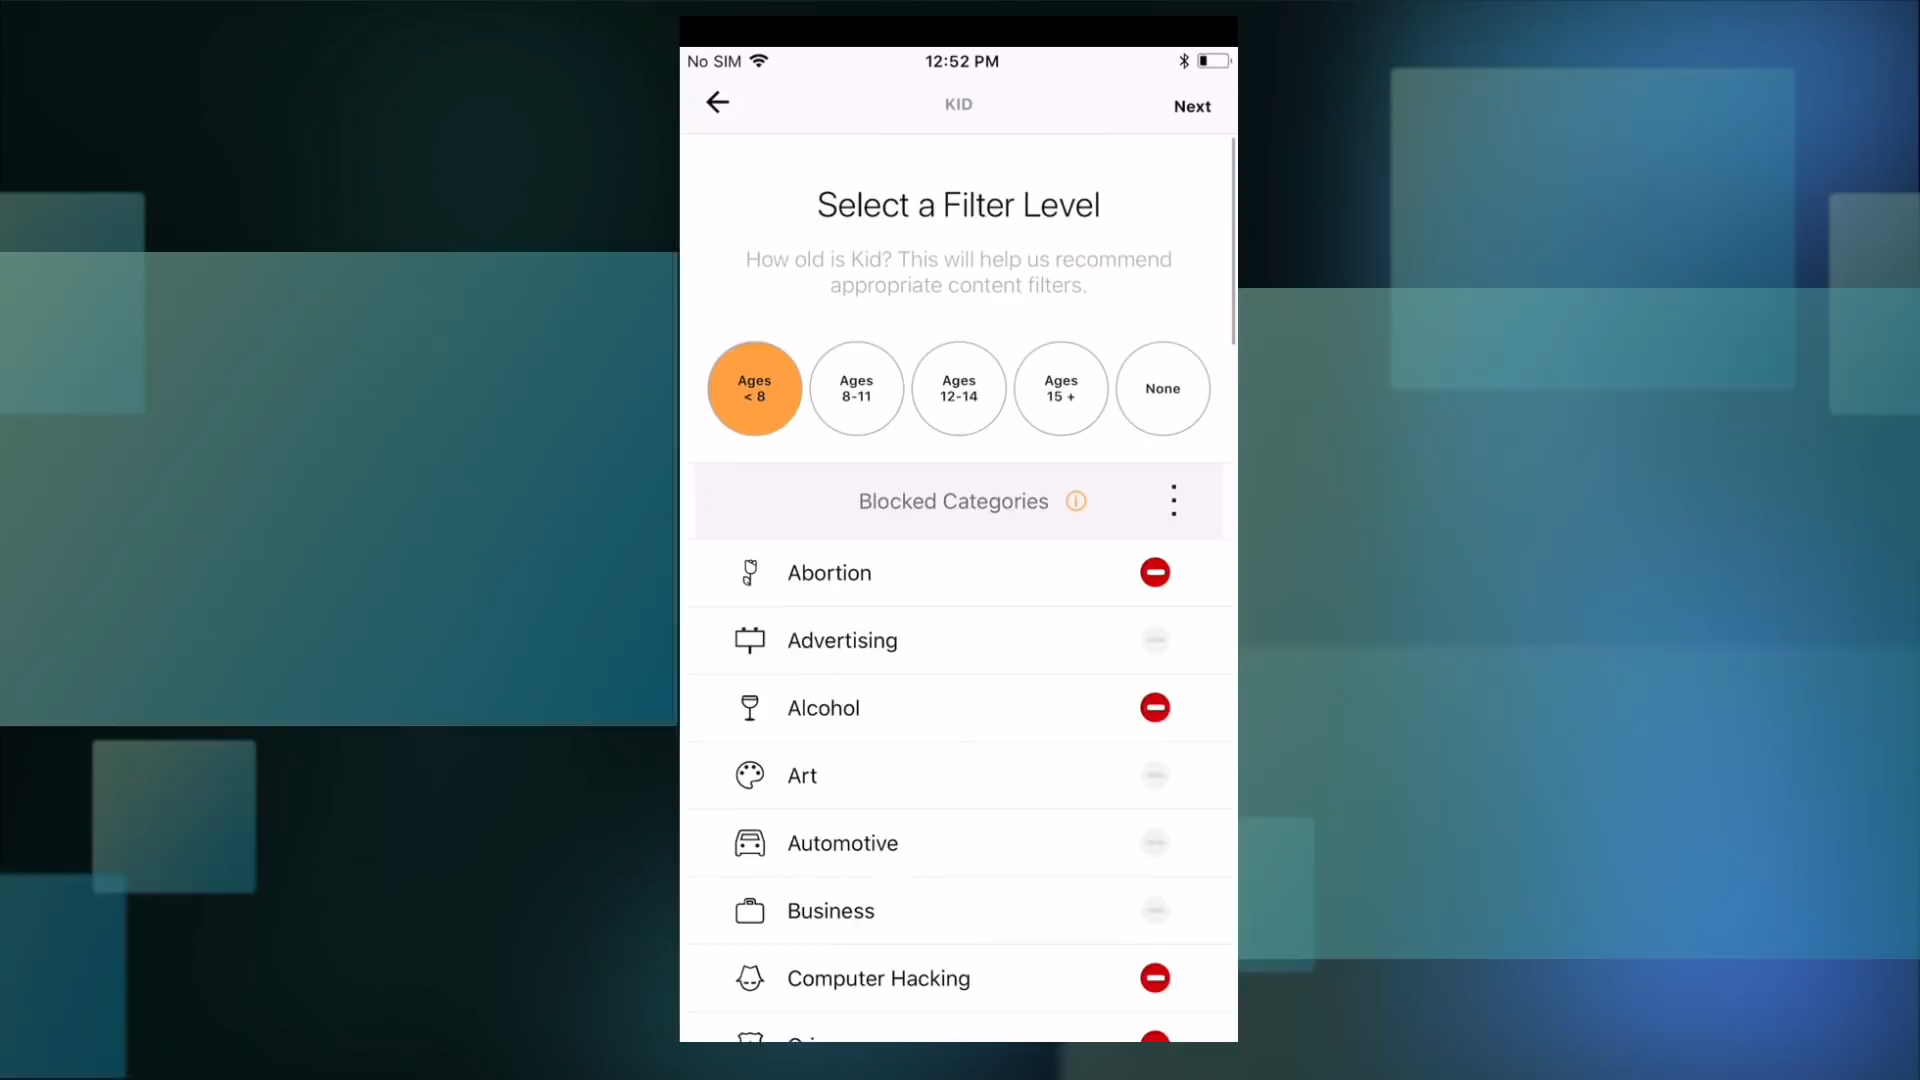 No SIM
12:52 PM
KID
Next
Select a Filter Level
How old is Kid? This will help us recommend
appropriate content filters.
Ages
< 8
Ages
8-11
Ages
12-14
Ages
15 +
None
Blocked Categories
Abortion
Advertising
Alcohol
Art
Automotive
Business
Computer Hacking